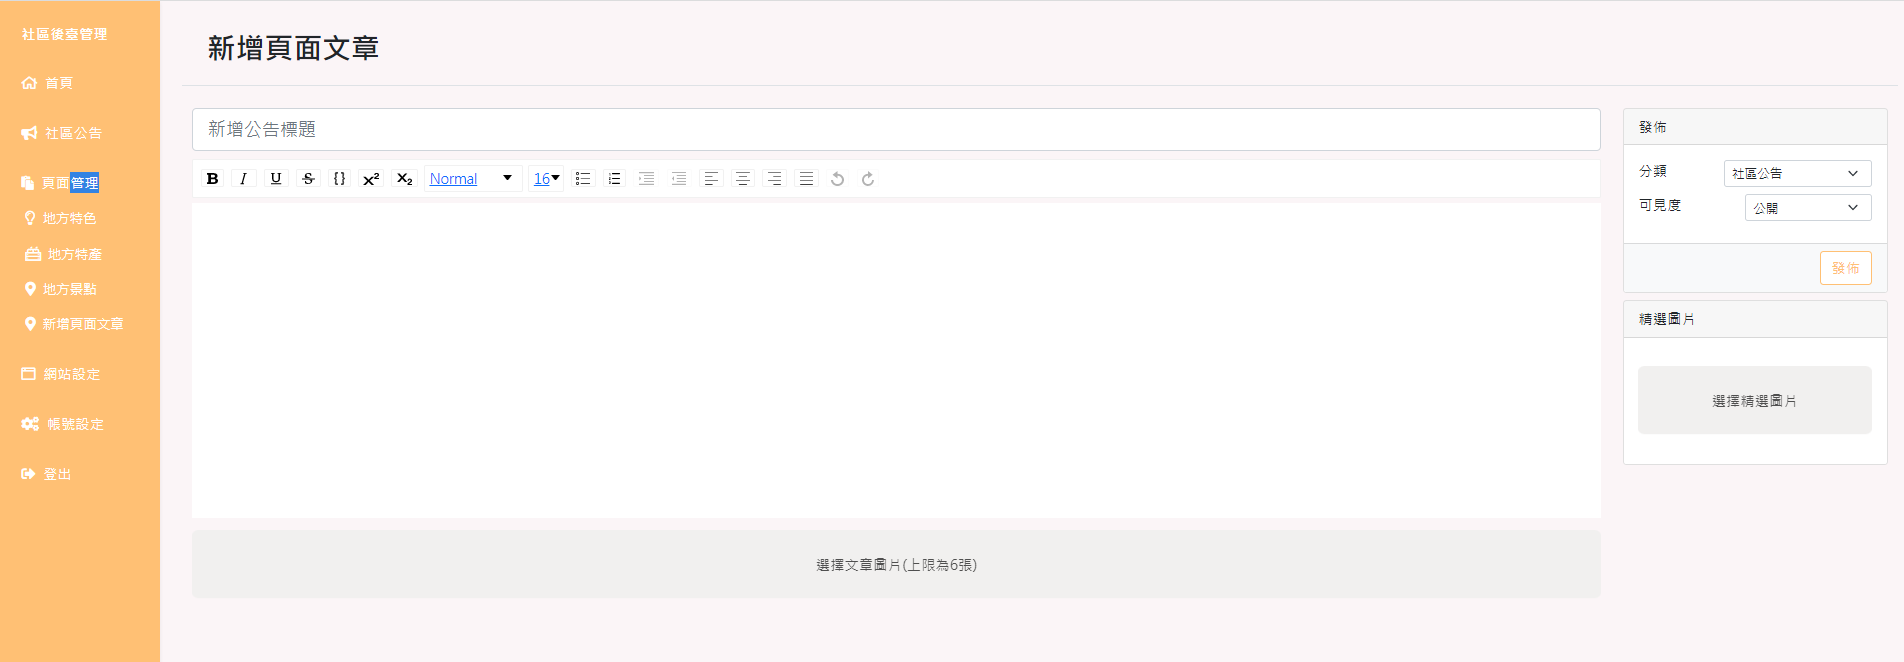 社區後臺管理
首頁
社區公告
頁面管理
地方特色
地方特產
地方景點
新增頁面文章
網站設定
帳號設定
登出
新增頁面文章
新增公告標題
B I U S {} X² X₂ Normal 16
選擇文章圖片(上限為6張)
發佈
分類 社區公告
可見度 公開
發佈
精選圖片
選擇精選圖片